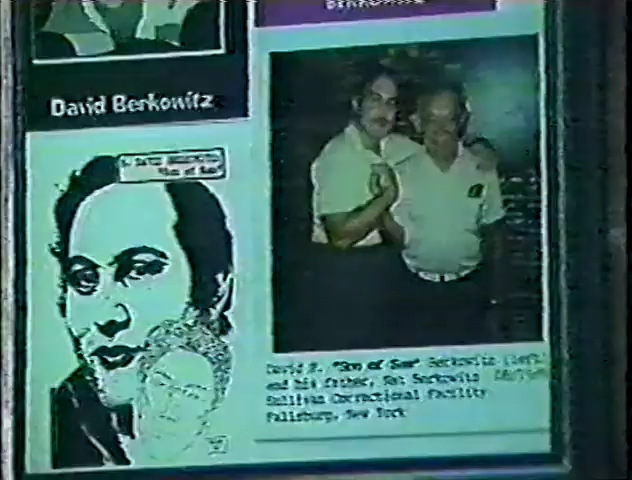 BERKOWITZ
David Berkowitz
DAVID BERKOWITZ
"Son of Sam"
David R. "Son of Sam" Berkowitz (left)
and his father, Nat Berkowitz
Sullivan Correctional Facility
Fallsburg, New York